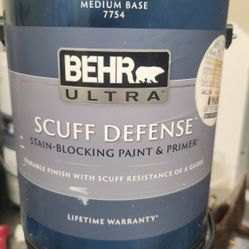 MEDIUM BASE
7754
BEHR
ULTRA
SCUFF DEFENSE™
STAIN-BLOCKING PAINT & PRIMER
DURABLE FINISH WITH SCUFF RESISTANCE OF A GLOSS
LIFETIME WARRANTY*